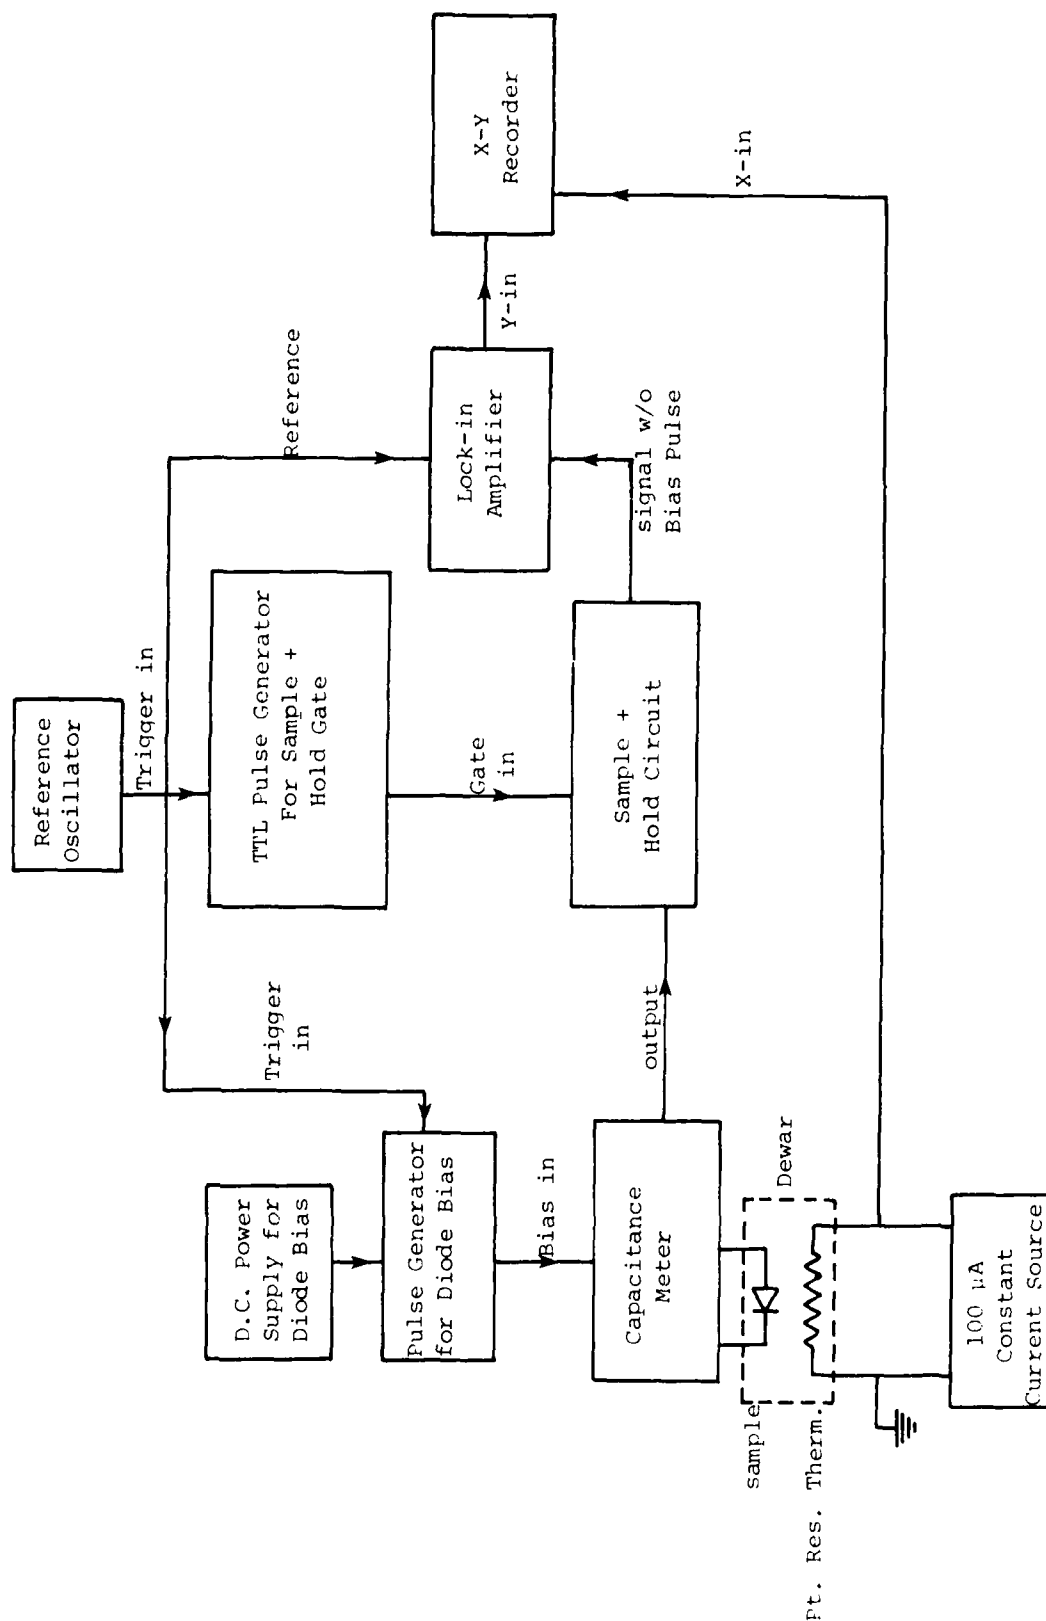 Reference
Oscillator
Trigger in
Reference
TTL Pulse Generator
For Sample +
Hold Gate
Trigger
in
D.C. Power
Supply for
Diode Bias
Pulse Generator
for Diode Bias
Gate
in
Lock-in
Amplifier
Y-in
X-Y
Recorder
Bias in
Capacitance
Meter
output
Sample +
Hold Circuit
signal w/o
Bias Pulse
X-in
sample
Dewar
Pt. Res. Therm.
100 µA
Constant
Current Source